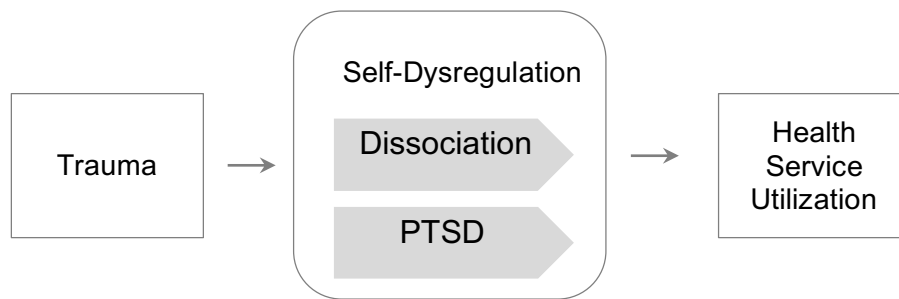 Self-Dysregulation
Trauma
Dissociation
PTSD
Health
Service
Utilization